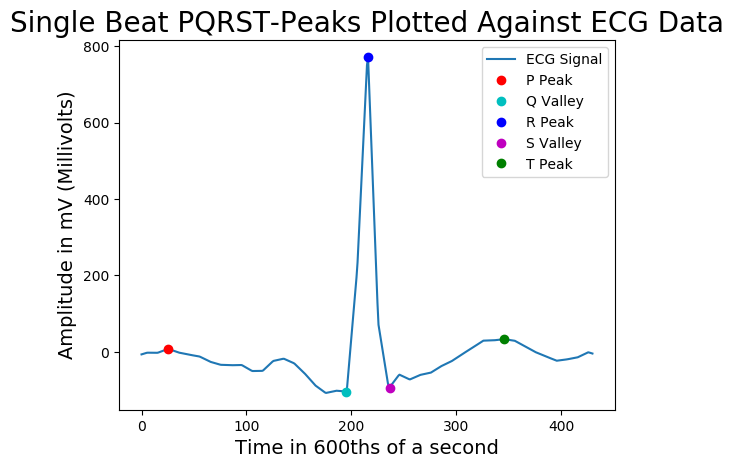 Single Beat PQRST-Peaks Plotted Against ECG Data
Amplitude in mV (Millivolts)
800
600
400
200
0
ECG Signal
P Peak
Q Valley
R Peak
S Valley
T Peak
0 100 200 300 400
Time in 600ths of a second